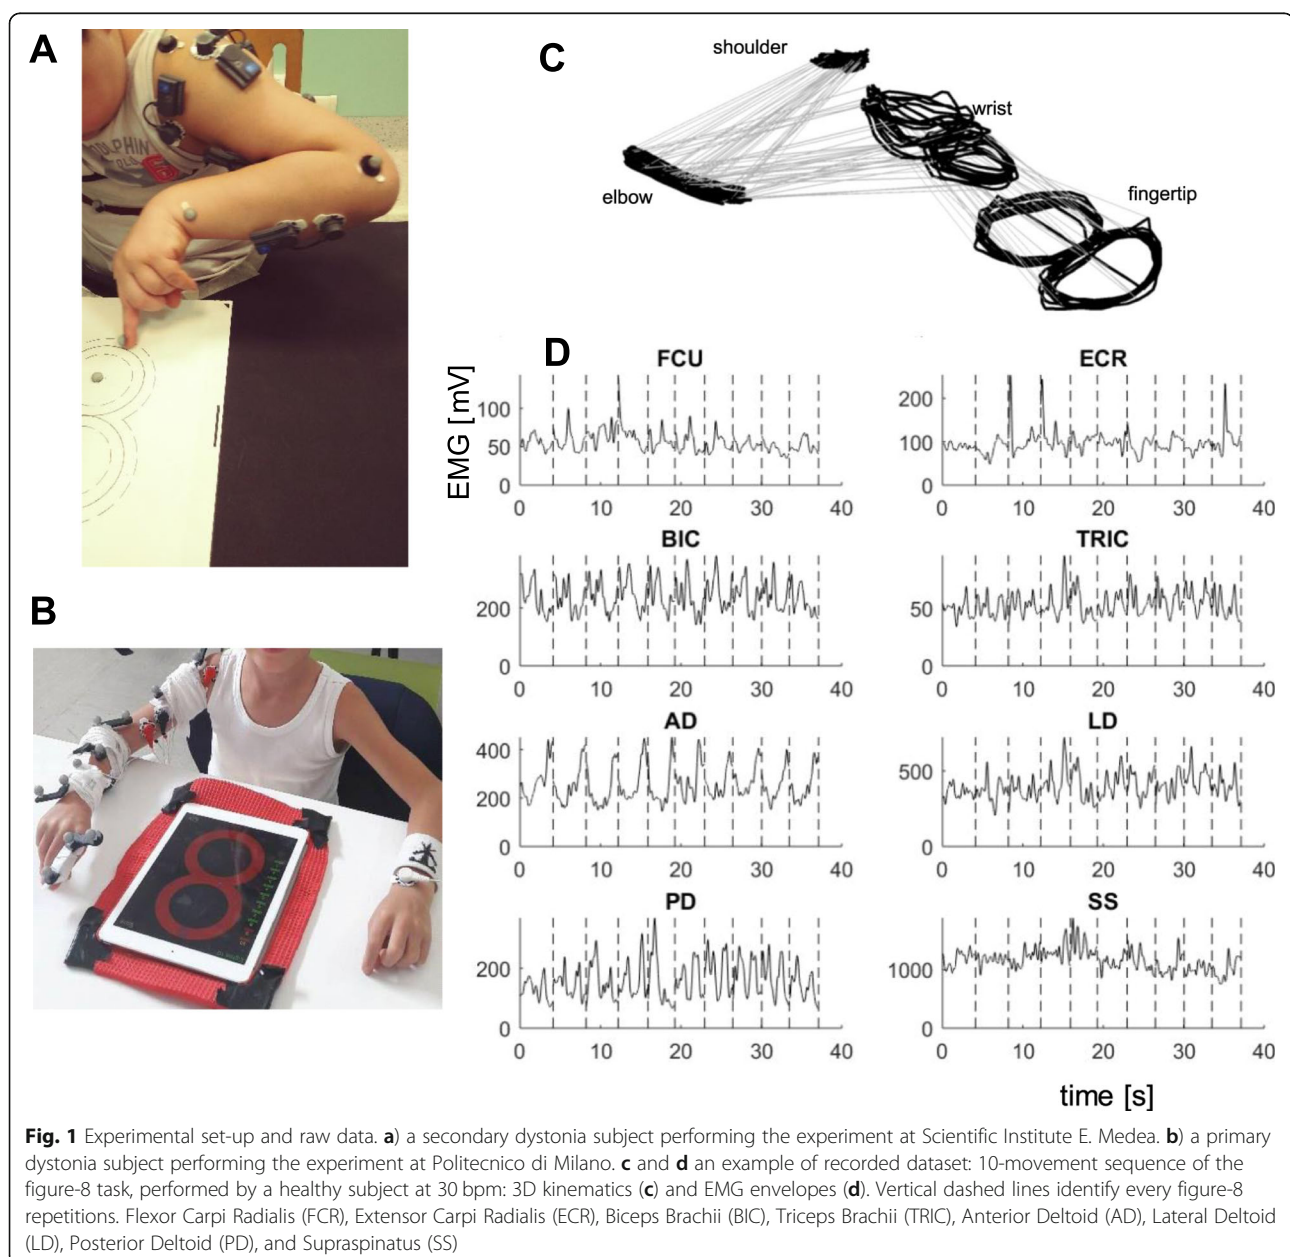 A
DOLPHIN
6
B
C
shoulder
wrist
elbow
fingertip
D
EMG [mV]
FCU
100
50
0
0 10 20 30 40
ECR
200
100
0
0 10 20 30 40
BIC
200
0
0 10 20 30 40
TRIC
50
0
0 10 20 30 40
AD
400
200
0
0 10 20 30 40
LD
500
0
0 10 20 30 40
PD
200
0
0 10 20 30 40
SS
1000
0
0 10 20 30 40
time [s]
Fig. 1 Experimental set-up and raw data. a) a secondary dystonia subject performing the experiment at Scientific Institute E. Medea. b) a primary
dystonia subject performing the experiment at Politecnico di Milano. c and d an example of recorded dataset: 10-movement sequence of the
figure-8 task, performed by a healthy subject at 30 bpm: 3D kinematics (c) and EMG envelopes (d). Vertical dashed lines identify every figure-8
repetitions. Flexor Carpi Radialis (FCR), Extensor Carpi Radialis (ECR), Biceps Brachii (BIC), Triceps Brachii (TRIC), Anterior Deltoid (AD), Lateral Deltoid
(LD), Posterior Deltoid (PD), and Supraspinatus (SS)